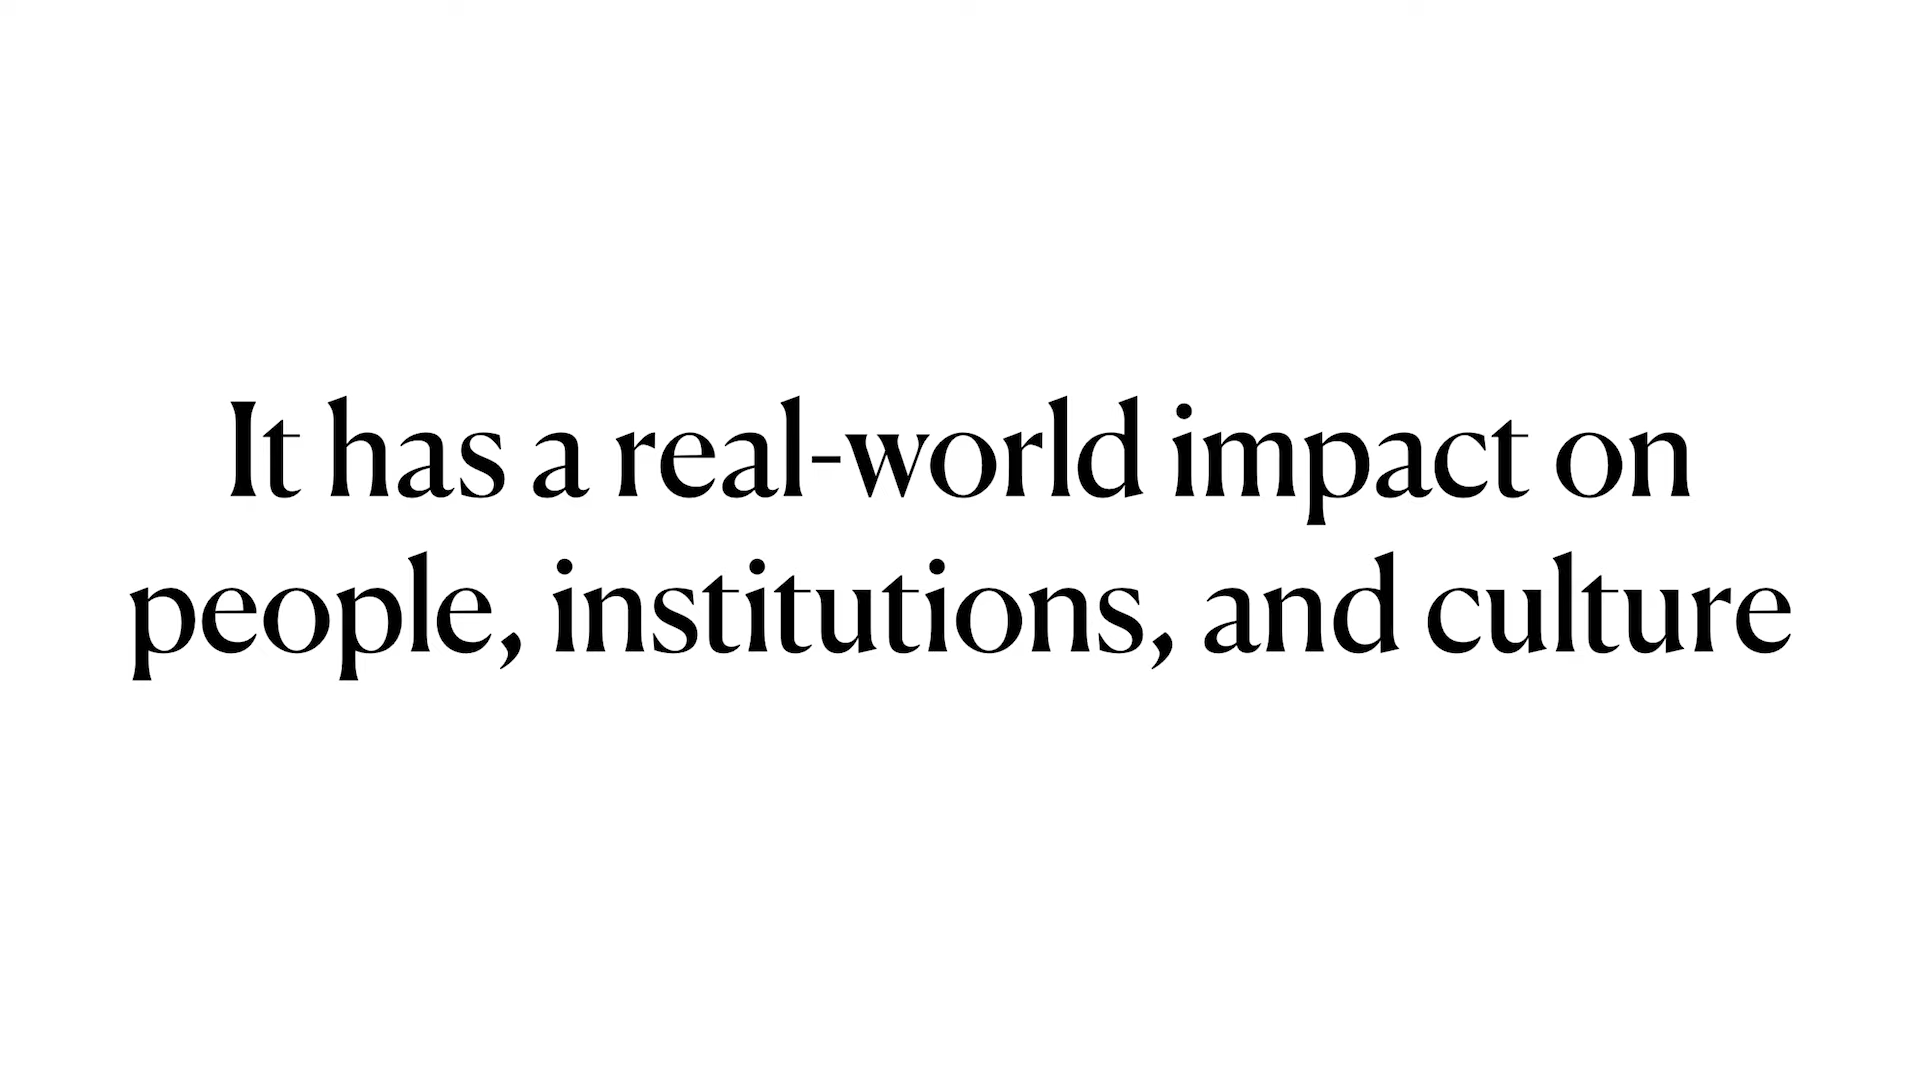 It has a real-world impact on
people, institutions, and culture